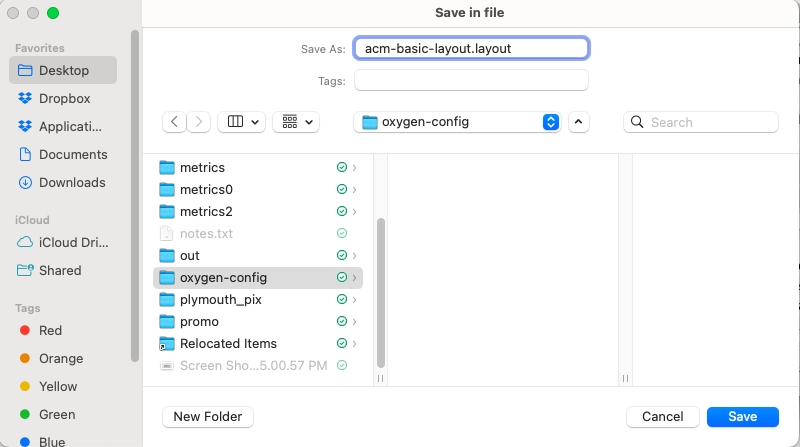 Save in file
Save As: acm-basic-layout.layout
Tags:
oxygen-config
Search
Favorites
Desktop
Dropbox
Applicati...
Documents
Downloads
iCloud
iCloud Dri...
Shared
Tags
Red
Orange
Yellow
Green
Blue
metrics
metrics0
metrics2
notes.txt
out
oxygen-config
plymouth_pix
promo
Relocated Items
Screen Sho...5.00.57 PM
New Folder
Cancel
Save